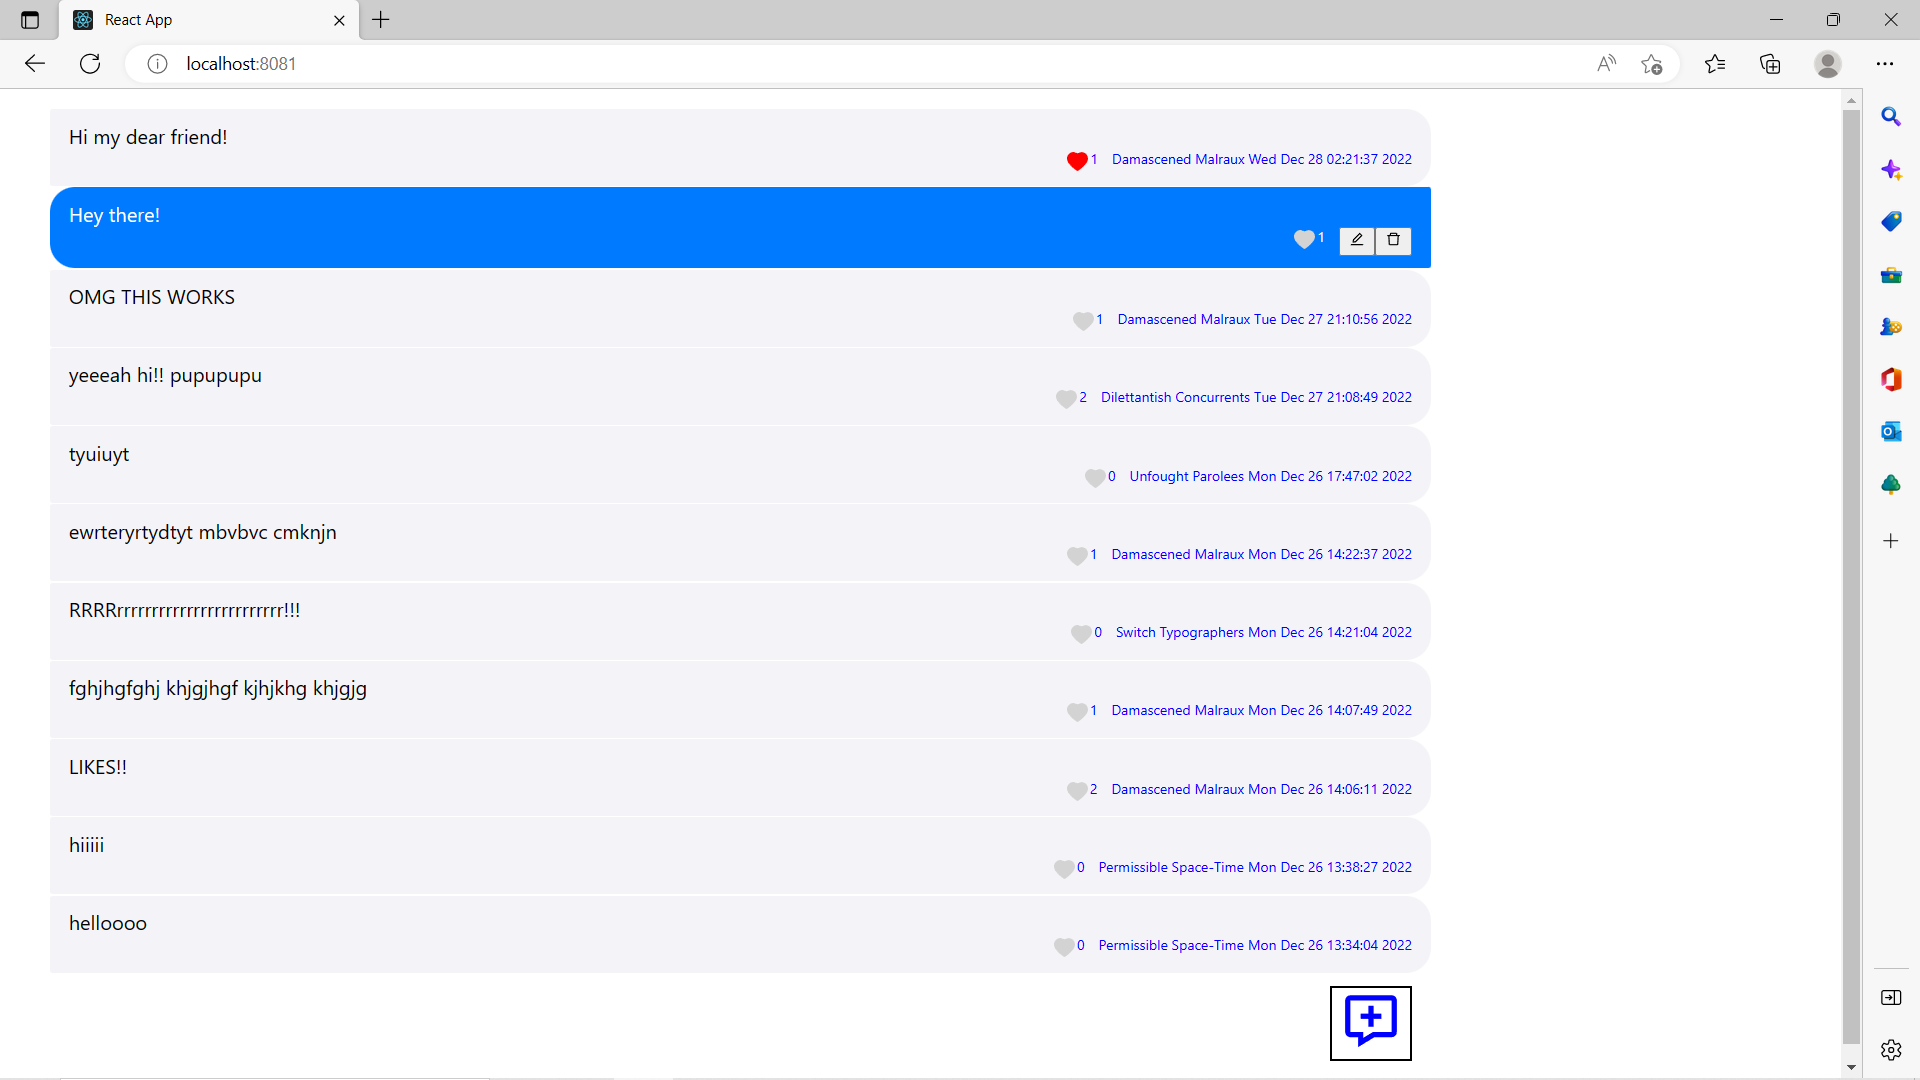 React App
localhost:8081
Hi my dear friend!
1 Damascened Malraux Wed Dec 28 02:21:37 2022
Hey there!
1
OMG THIS WORKS
1 Damascened Malraux Tue Dec 27 21:10:56 2022
yeeeah hi!! pupupupu
2 Dilettantish Concurrents Tue Dec 27 21:08:49 2022
tyuiuyt
0 Unfought Parolees Mon Dec 26 17:47:02 2022
ewrteryrtydtyt mbvbvc cmknjn
1 Damascened Malraux Mon Dec 26 14:22:37 2022
RRRRrrrrrrrrrrrrrrrrrrrrrrrr!!!
0 Switch Typographers Mon Dec 26 14:21:04 2022
fghjhgfghj khjgjhgf kjhjkhg khjgjg
1 Damascened Malraux Mon Dec 26 14:07:49 2022
LIKES!!
2 Damascened Malraux Mon Dec 26 14:06:11 2022
hiiiii
0 Permissible Space-Time Mon Dec 26 13:38:27 2022
helloooo
0 Permissible Space-Time Mon Dec 26 13:34:04 2022